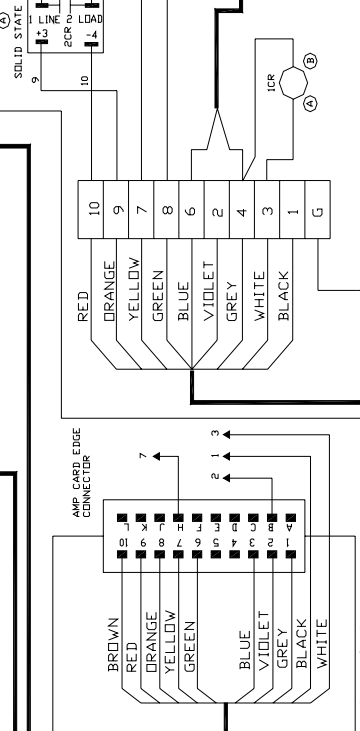 A
SOLID STATE
1 LINE 2 LOAD
2CR
+3 -4
9 10
1CR
B
A
10 9 7 8 6 2 4 3 1 G
RED
ORANGE
YELLOW
GREEN
BLUE
VIOLET
GREY
WHITE
BLACK
AMP CARD EDGE
CONNECTOR
7
3
1
2
L K J H F E D C B A
10 9 8 7 6 5 4 3 2 1
BROWN
RED
ORANGE
YELLOW
GREEN
BLUE
VIOLET
GREY
BLACK
WHITE